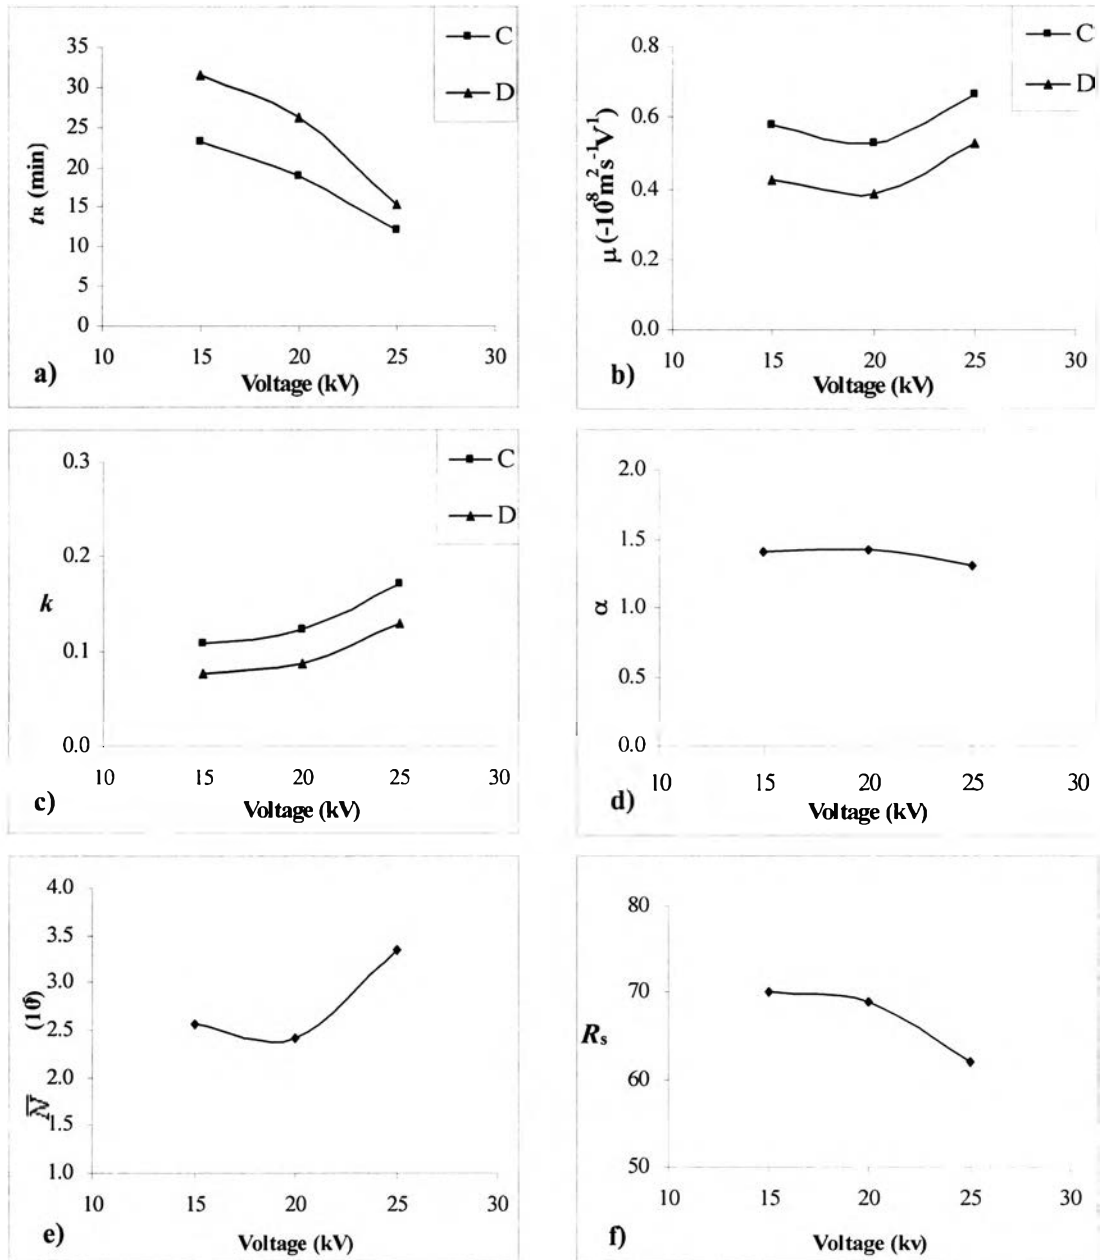 C
D
35
30
25
20
15
10
5
0
tR (min)
10 15 20 25 30
a) Voltage (kV)
C
D
0.8
0.6
0.4
0.2
0.0
μ (-10⁸ m²s⁻¹V¹)
10 15 20 25 30
b) Voltage (kV)
C
D
0.3
0.2
0.1
0.0
k
10 15 20 25 30
c) Voltage (kV)
2.0
1.5
1.0
0.5
0.0
α
10 15 20 25 30
d) Voltage (kV)
4.0
3.5
3.0
2.5
2.0
1.5
1.0
N̅
10 15 20 25 30
e) Voltage (kV)
80
70
60
50
Rs
10 15 20 25 30
f) Voltage (kv)